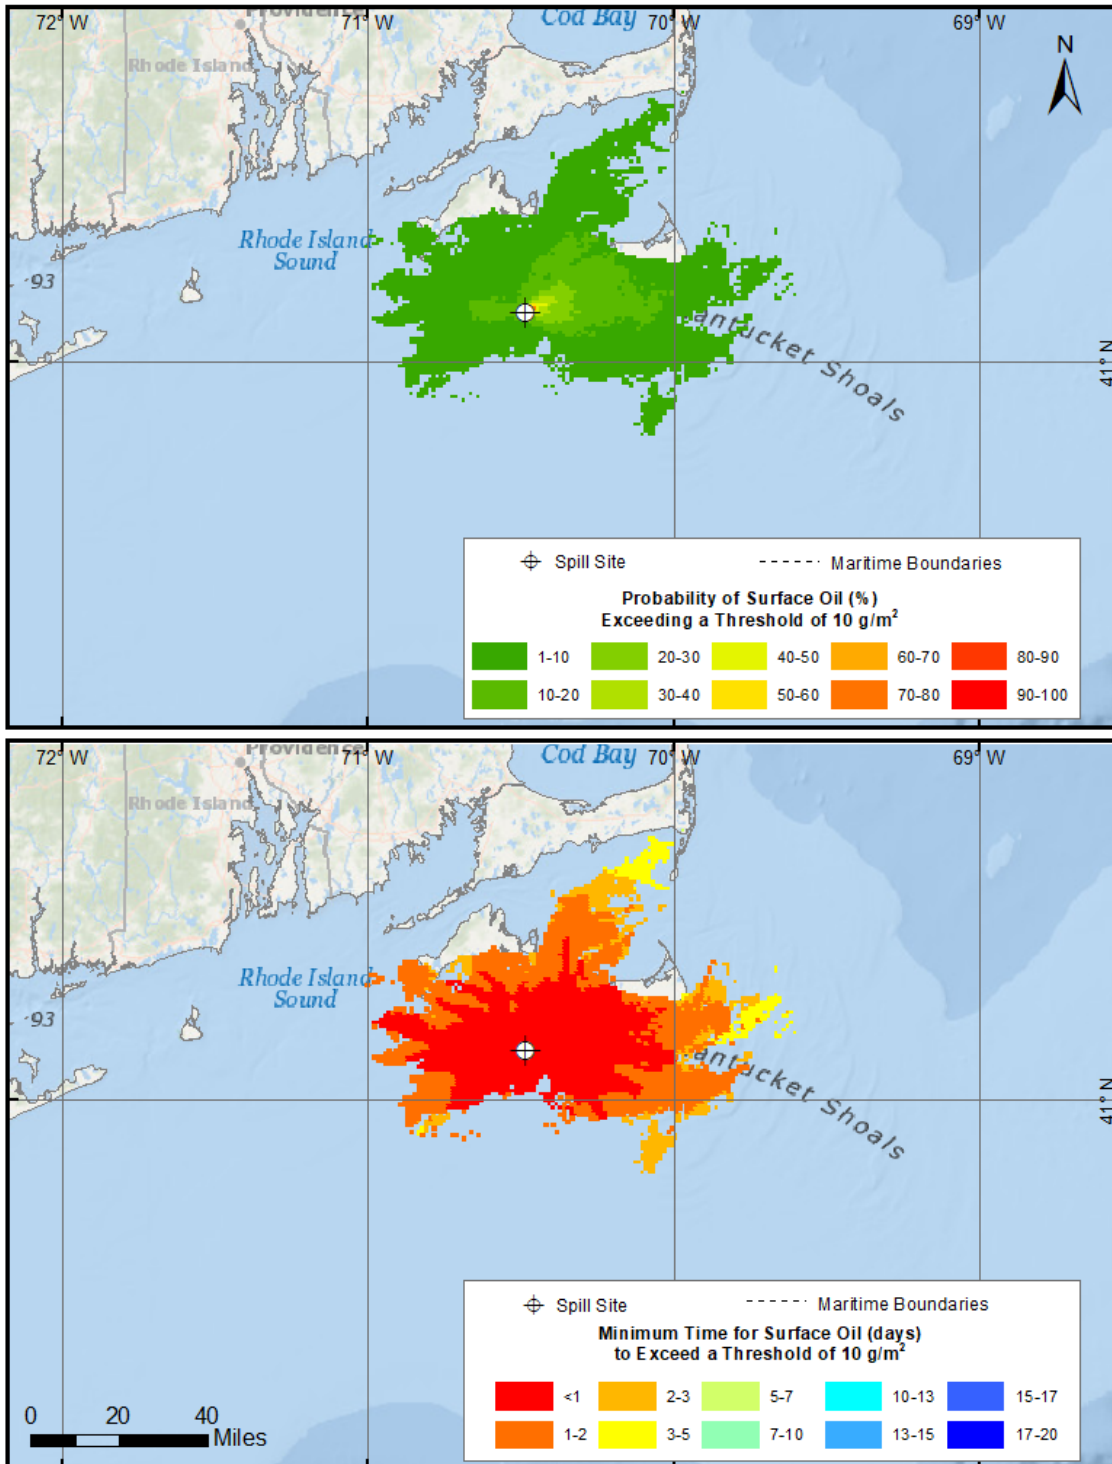 Providence
Cod Bay
72° W
71° W
70° W
69° W
Rhode Island
N
Rhode Island
Sound
93
antucket Shoals
41° N
Spill Site
Maritime Boundaries
Probability of Surface Oil (%)
Exceeding a Threshold of 10 g/m²
1-10
20-30
40-50
60-70
80-90
10-20
30-40
50-60
70-80
90-100
Providence
Cod Bay
72° W
71° W
70° W
69° W
Rhode Island
Rhode Island
Sound
93
antucket Shoals
41° N
Spill Site
Maritime Boundaries
Minimum Time for Surface Oil (days)
to Exceed a Threshold of 10 g/m²
<1
2-3
5-7
10-13
15-17
1-2
3-5
7-10
13-15
17-20
0 20 40
Miles